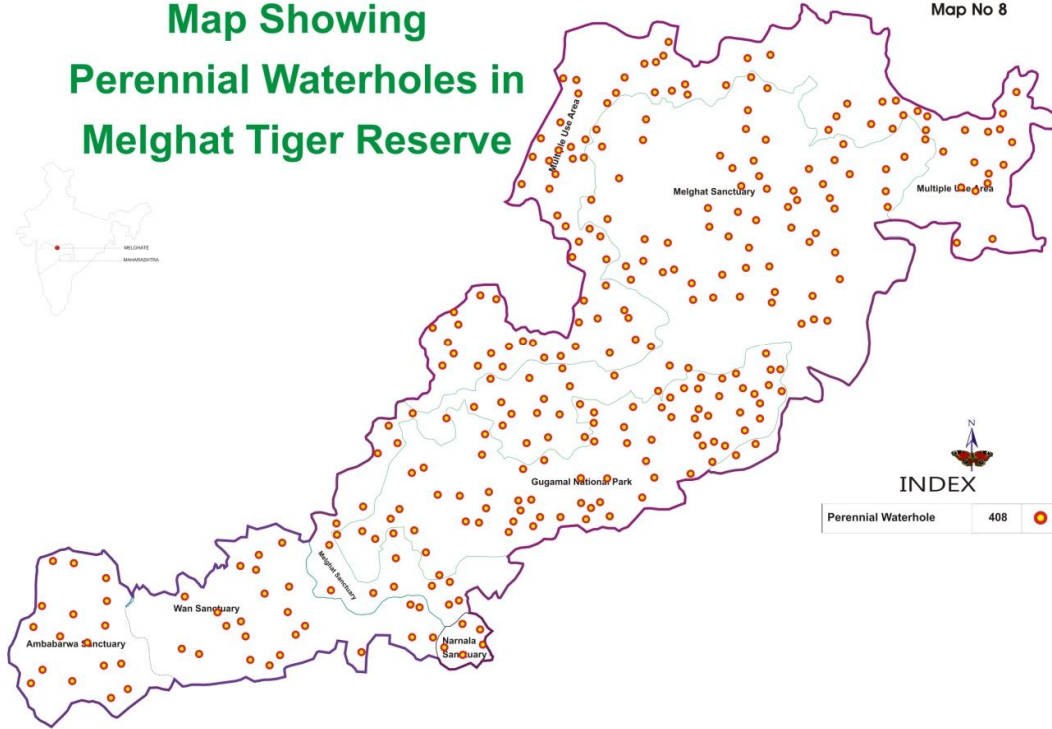 Map Showing
Perennial Waterholes in
Melghat Tiger Reserve
Map No 8
Multiple Use Area
Melghat Sanctuary
Multiple Use Area
MELGHATE
MAHARASHTRA
N
INDEX
Perennial Waterhole 408
Gugamal National Park
Melghat Sanctuary
Wan Sanctuary
Ambabarwa Sanctuary
Narnala
Sanctuary